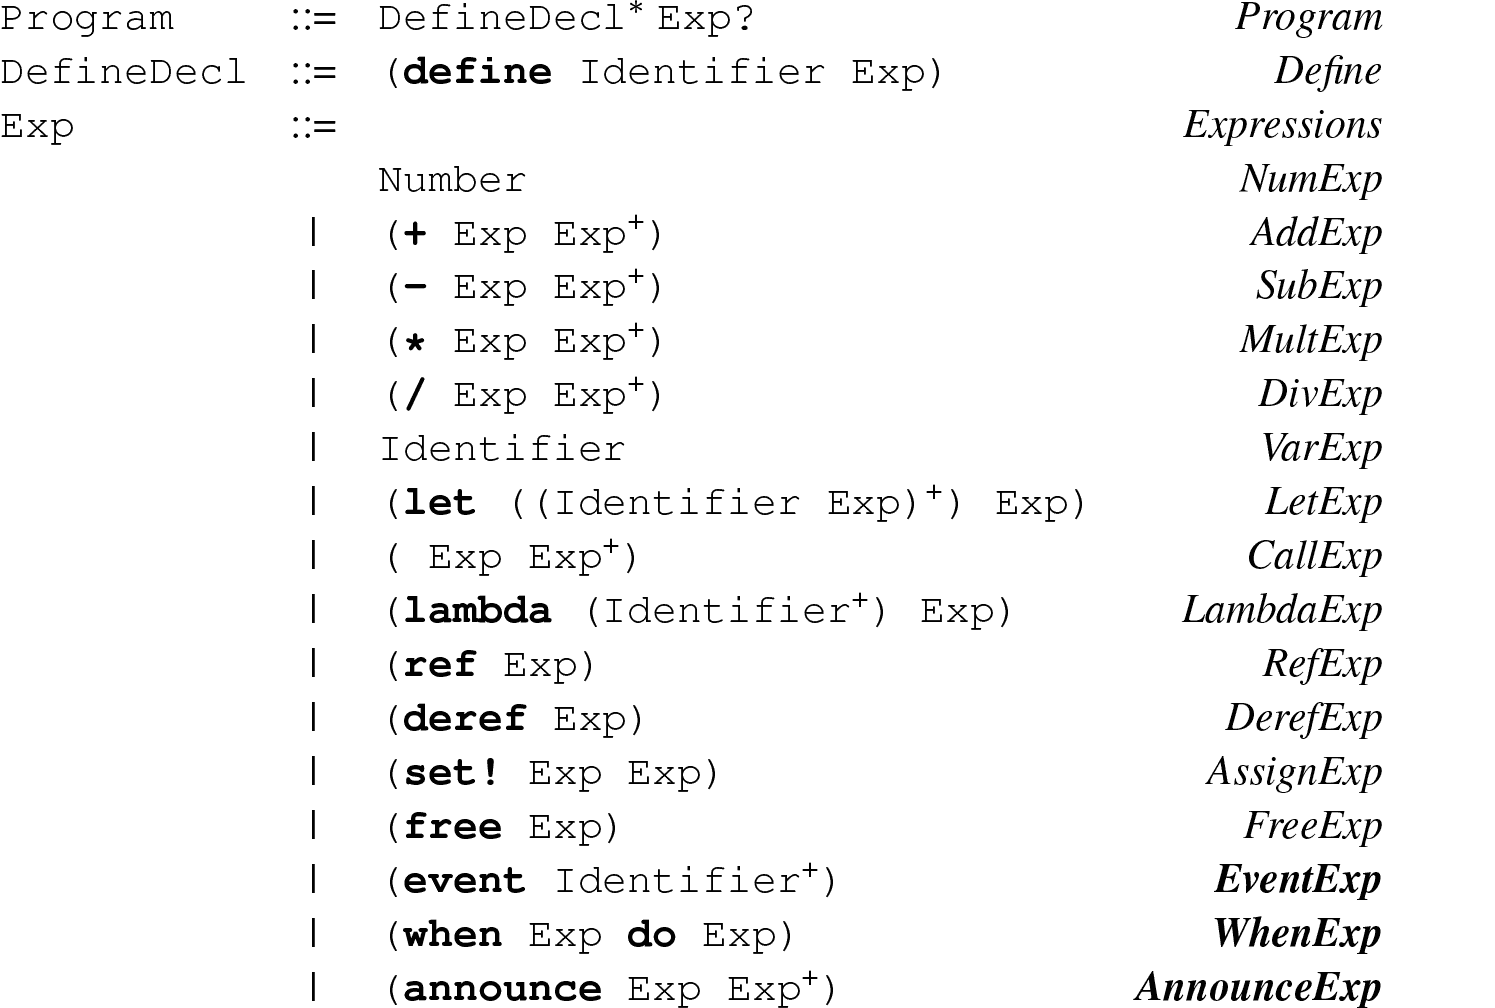 Program ::= DefineDecl* Exp? Program
DefineDecl ::= (define Identifier Exp) Define
Exp ::= Expressions
Number NumExp
| (+ Exp Exp⁺) AddExp
| (- Exp Exp⁺) SubExp
| (* Exp Exp⁺) MultExp
| (/ Exp Exp⁺) DivExp
| Identifier VarExp
| (let ((Identifier Exp)⁺) Exp) LetExp
| ( Exp Exp⁺) CallExp
| (lambda (Identifier⁺) Exp) LambdaExp
| (ref Exp) RefExp
| (deref Exp) DerefExp
| (set! Exp Exp) AssignExp
| (free Exp) FreeExp
| (event Identifier⁺) EventExp
| (when Exp do Exp) WhenExp
| (announce Exp Exp⁺) AnnounceExp